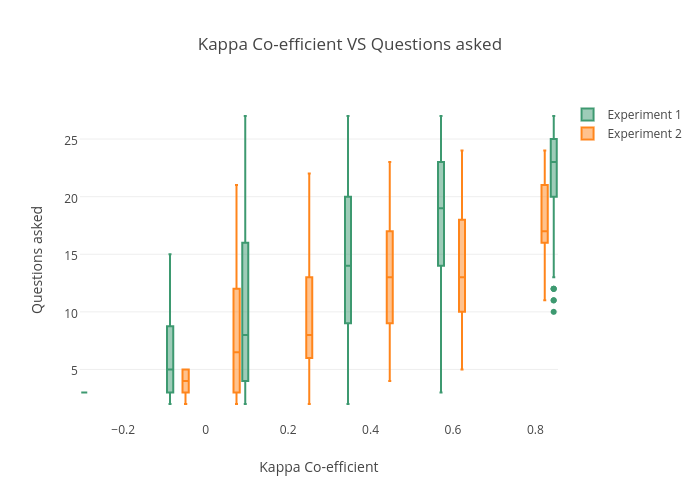 Kappa Co-efficient VS Questions asked
Experiment 1
Experiment 2
Questions asked
25
20
15
10
5
−0.2 0 0.2 0.4 0.6 0.8
Kappa Co-efficient